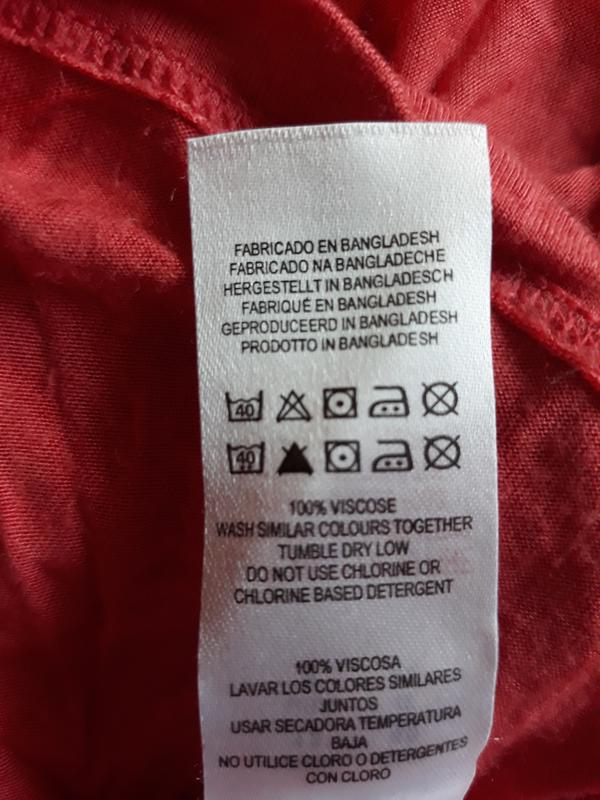 FABRICADO EN BANGLADESH
FABRICADO NA BANGLADECHE
HERGESTELLT IN BANGLADESCH
FABRIQUÉ EN BANGLADESH
GEPRODUCEERD IN BANGLADESH
PRODOTTO IN BANGLADESH
40
40
100% VISCOSE
WASH SIMILAR COLOURS TOGETHER
TUMBLE DRY LOW
DO NOT USE CHLORINE OR
CHLORINE BASED DETERGENT
100% VISCOSA
LAVAR LOS COLORES SIMILARES
JUNTOS
USAR SECADORA TEMPERATURA
BAJA
NO UTILICE CLORO O DETERGENTES
CON CLORO